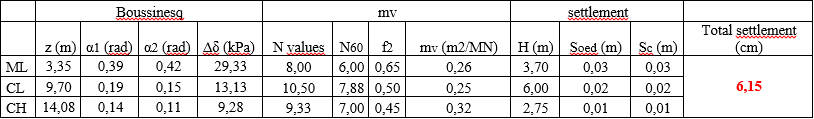 Boussinesq mv settlement
z (m) α1 (rad) α2 (rad) Δδ (kPa) N values N60 f2 mv (m2/MN) H (m) Soed (m) Sc (m) Total settlement (cm)
ML 3,35 0,39 0,42 29,33 8,00 6,00 0,65 0,26 3,70 0,03 0,03 6,15
CL 9,70 0,19 0,15 13,13 10,50 7,88 0,50 0,25 6,00 0,02 0,02
CH 14,08 0,14 0,11 9,28 9,33 7,00 0,45 0,32 2,75 0,01 0,01